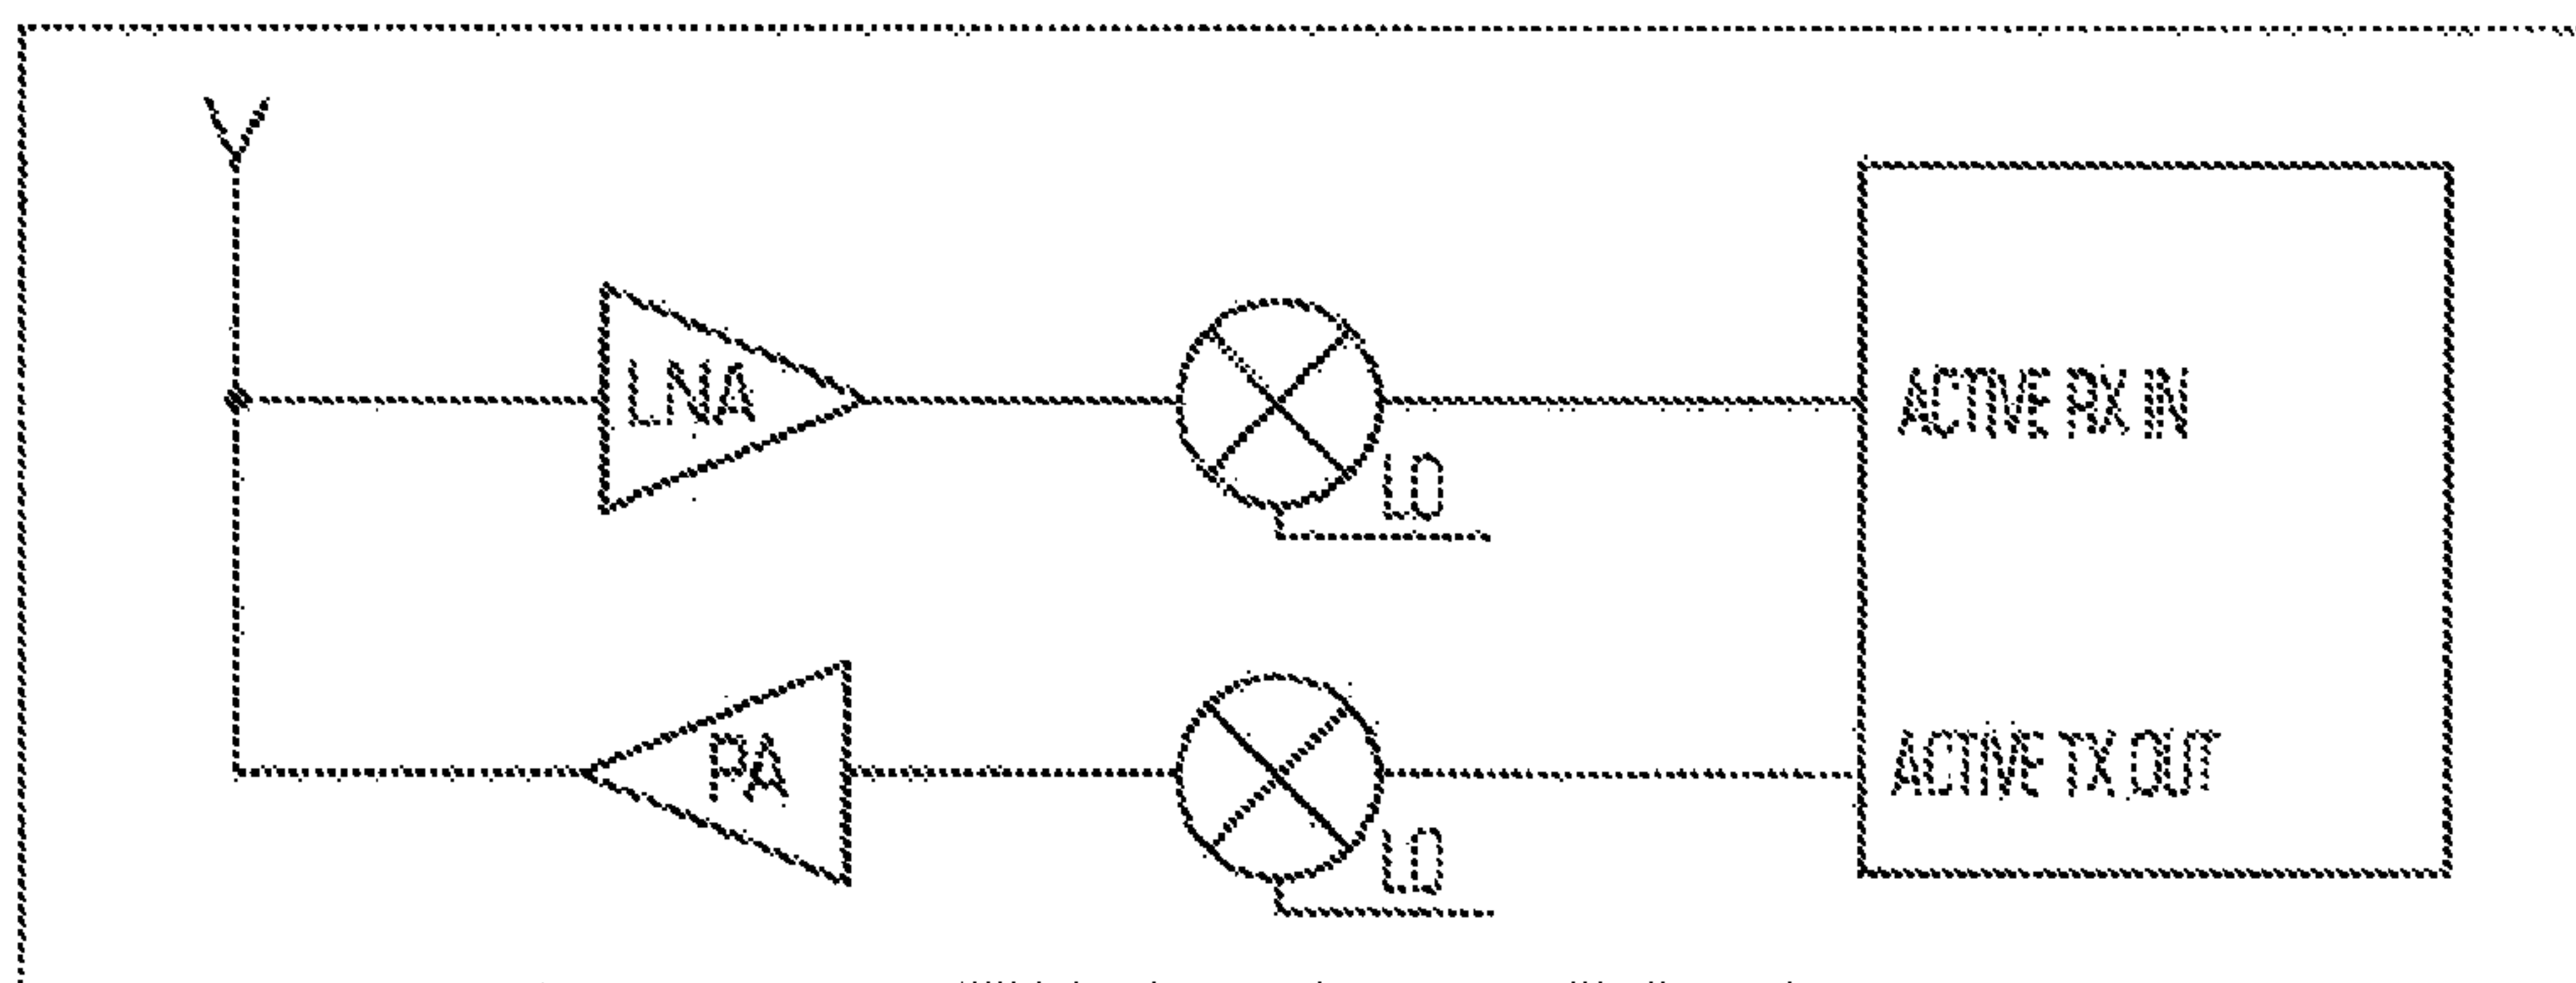 LNA
ACTIVE RX IN
LO
PA
ACTIVE TX OUT
LO